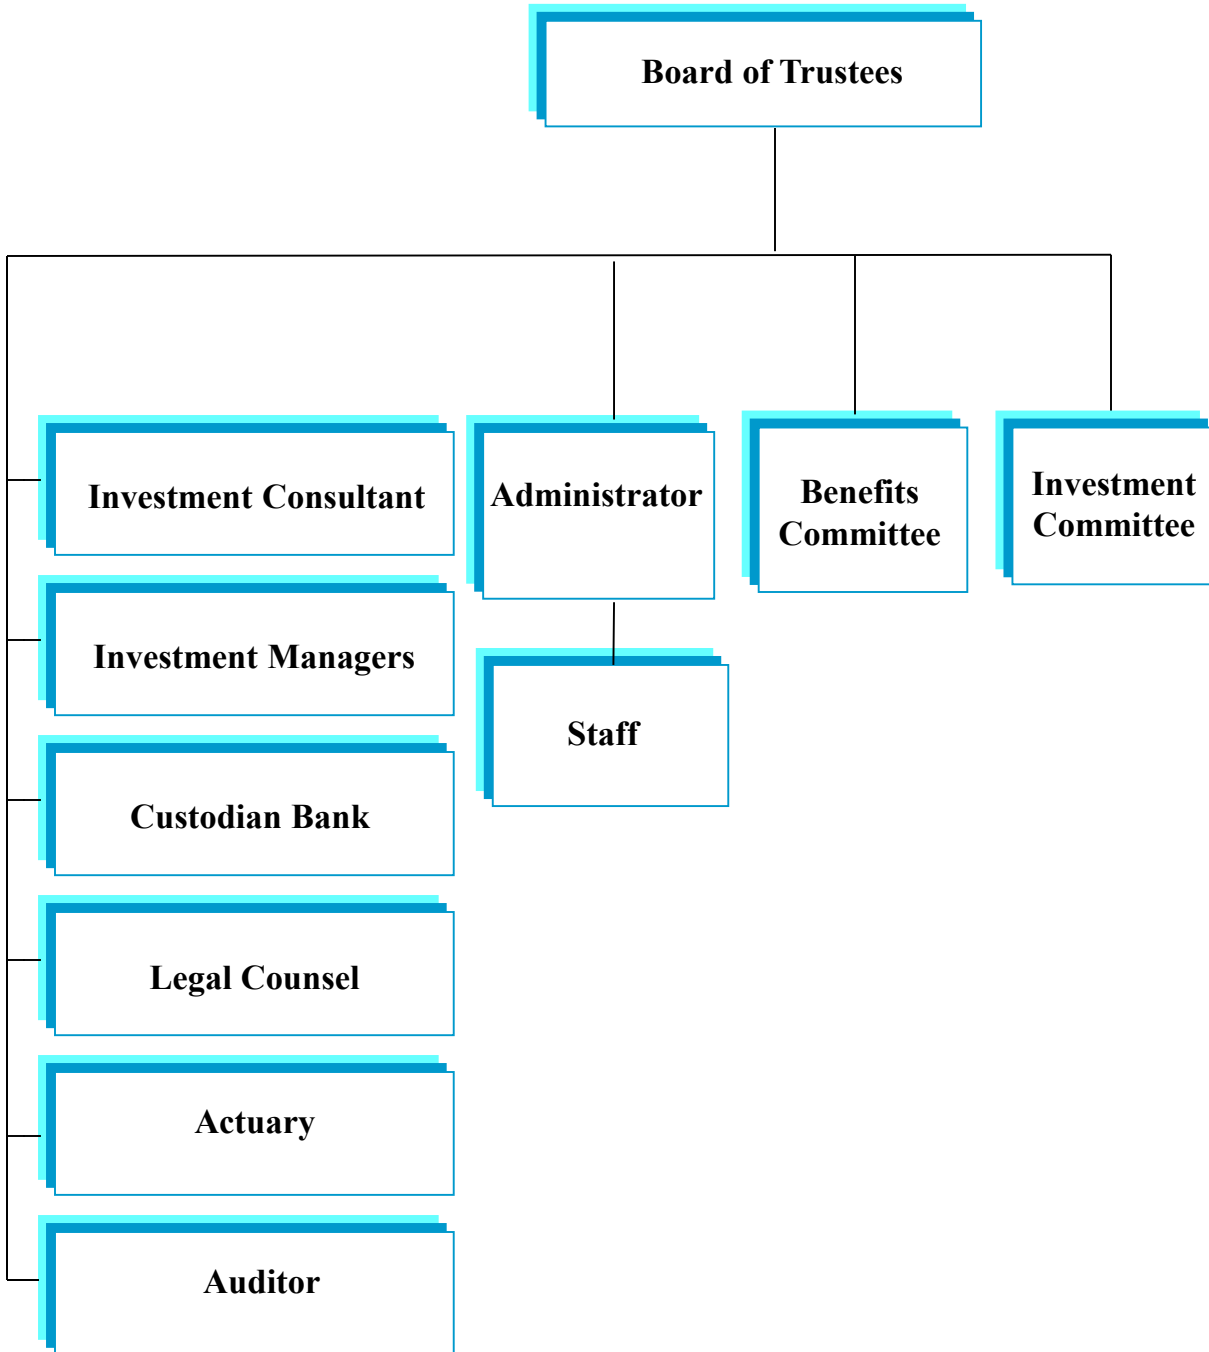 Board of Trustees
Investment Consultant
Administrator
Benefits
Committee
Investment
Committee
Investment Managers
Staff
Custodian Bank
Legal Counsel
Actuary
Auditor